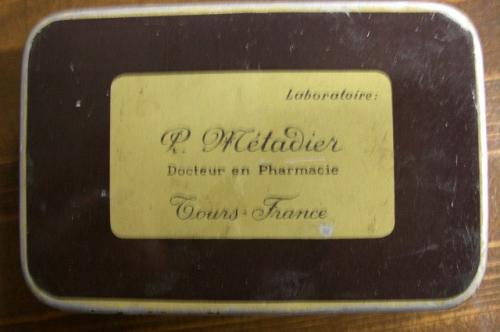 Laboratoire:
P. Métadier
Docteur en Pharmacie
Tours - France